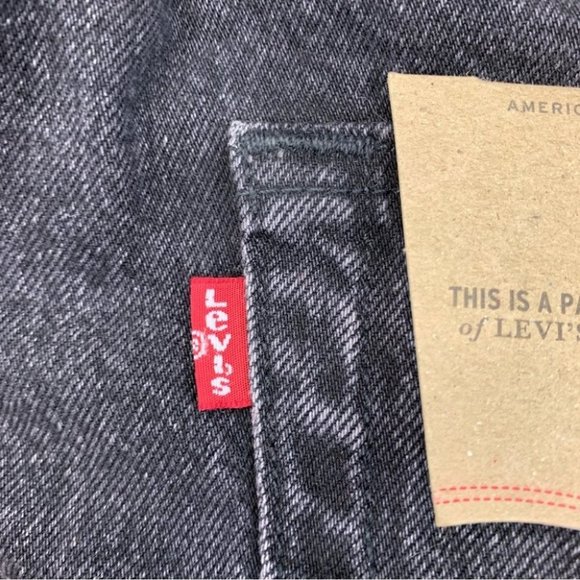 AMERIC
THIS IS A PA
of LEVI'S
Levi's
®